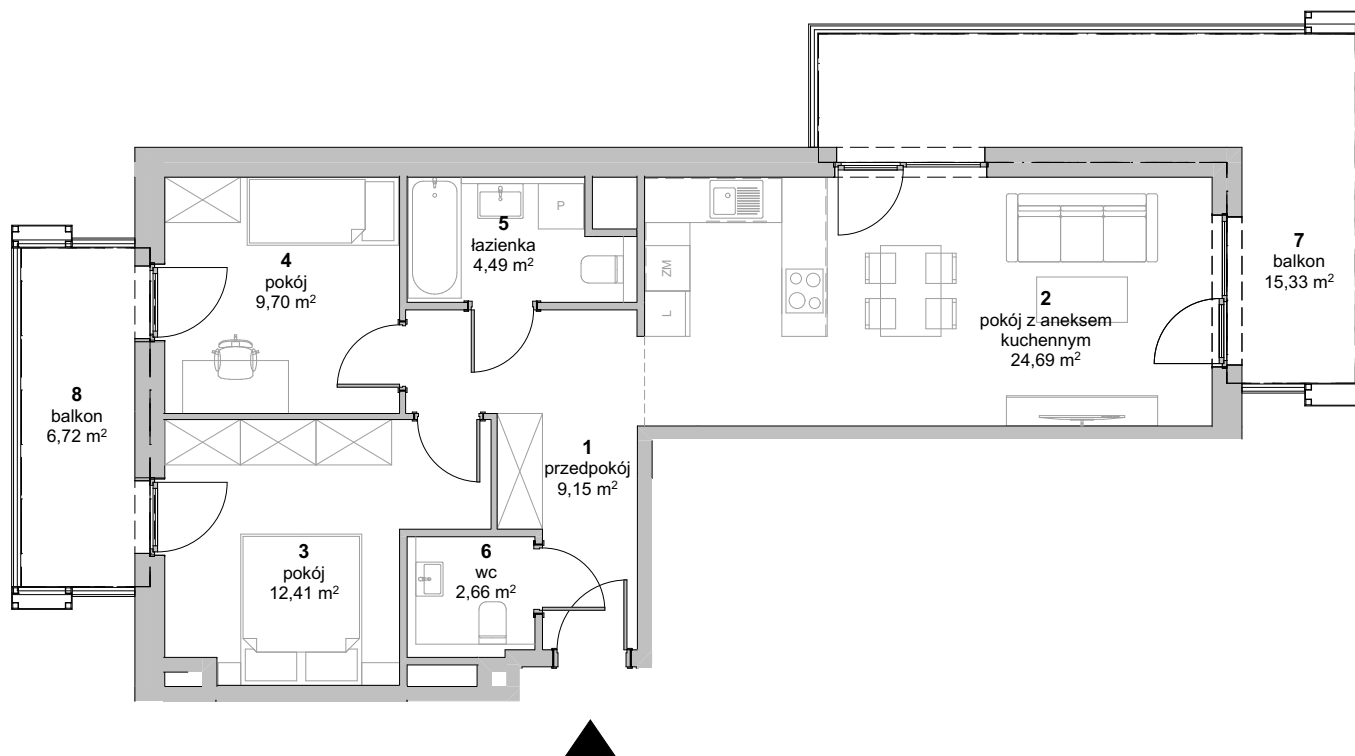 4
pokój
9,70 m²
5
łazienka
4,49 m²
P
ZM
L
2
pokój z aneksem
kuchennym
24,69 m²
7
balkon
15,33 m²
8
balkon
6,72 m²
1
przedpokój
9,15 m²
3
pokój
12,41 m²
6
wc
2,66 m²